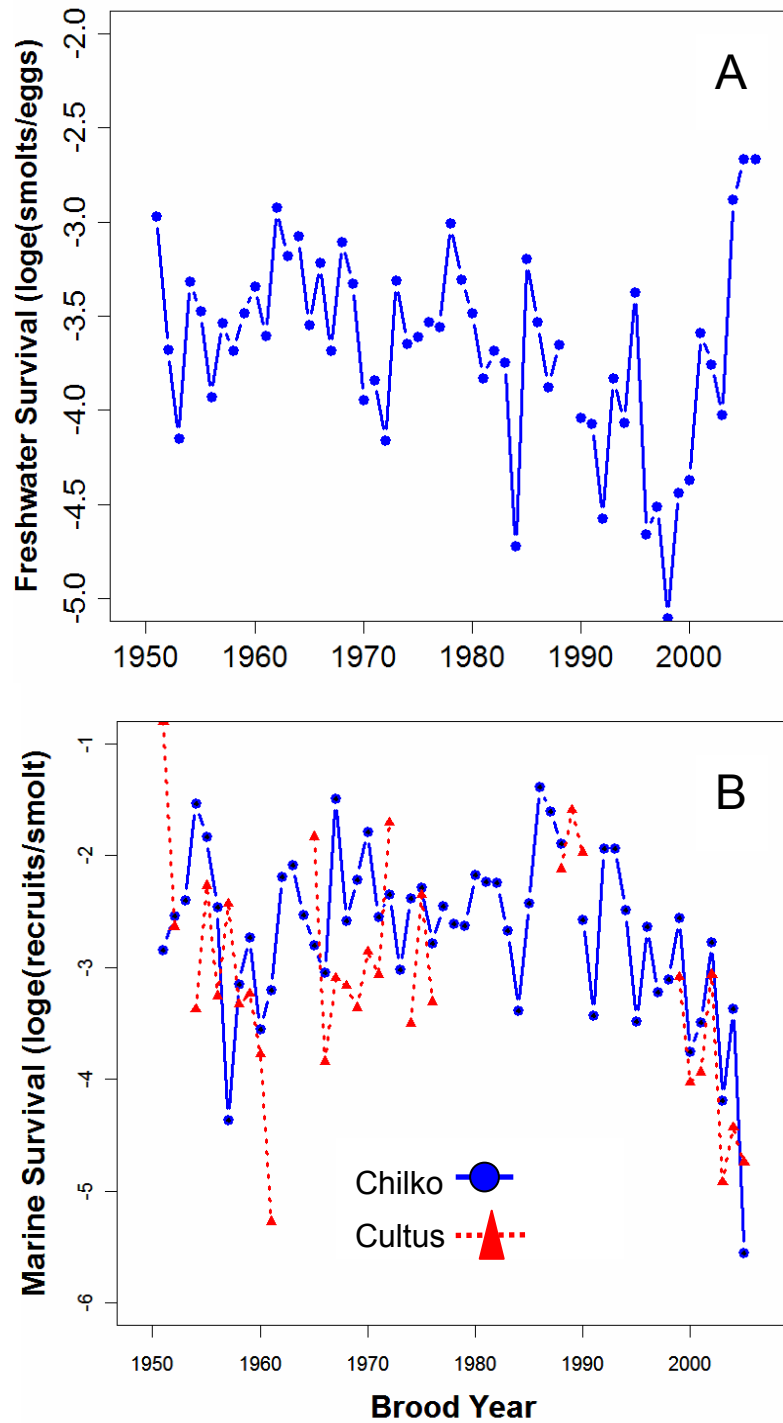 A
Freshwater Survival (loge(smolts/eggs)
-2.0
-2.5
-3.0
-3.5
-4.0
-4.5
-5.0
1950 1960 1970 1980 1990 2000
B
Marine Survival (loge(recruits/smolt)
-1
-2
-3
-4
-5
-6
Chilko
Cultus
1950 1960 1970 1980 1990 2000
Brood Year